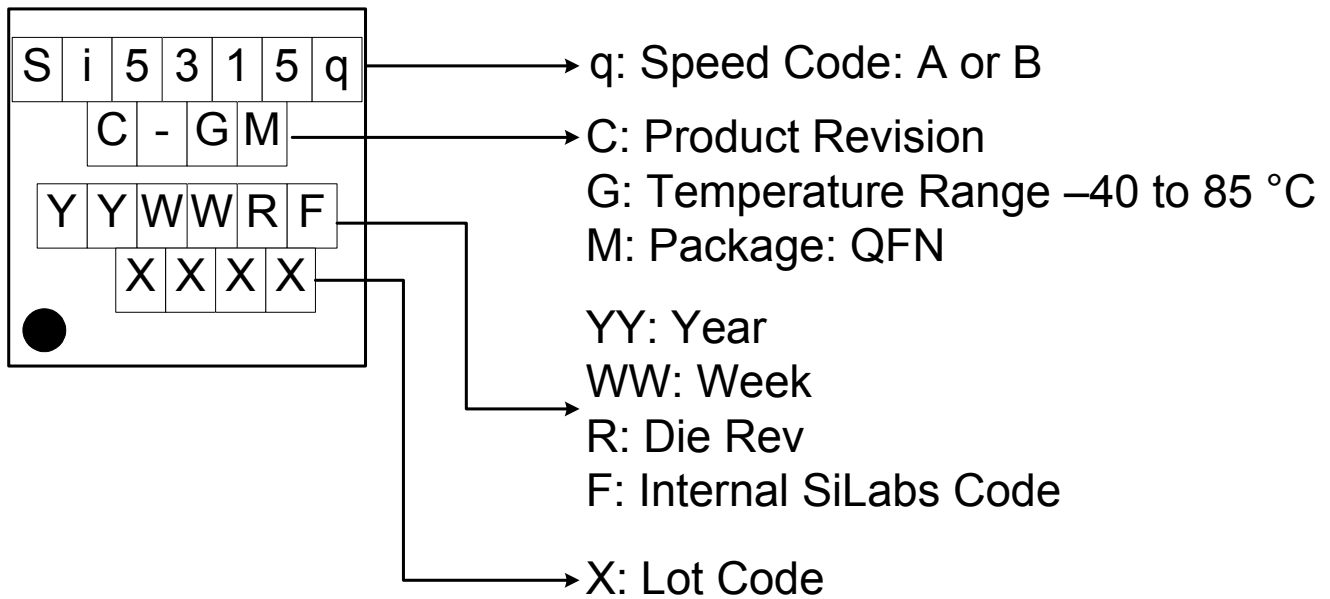 Si5315q
q: Speed Code: A or B
C-GM
C: Product Revision
G: Temperature Range –40 to 85 °C
M: Package: QFN
YYWWRF
YY: Year
WW: Week
R: Die Rev
F: Internal SiLabs Code
XXXX
X: Lot Code